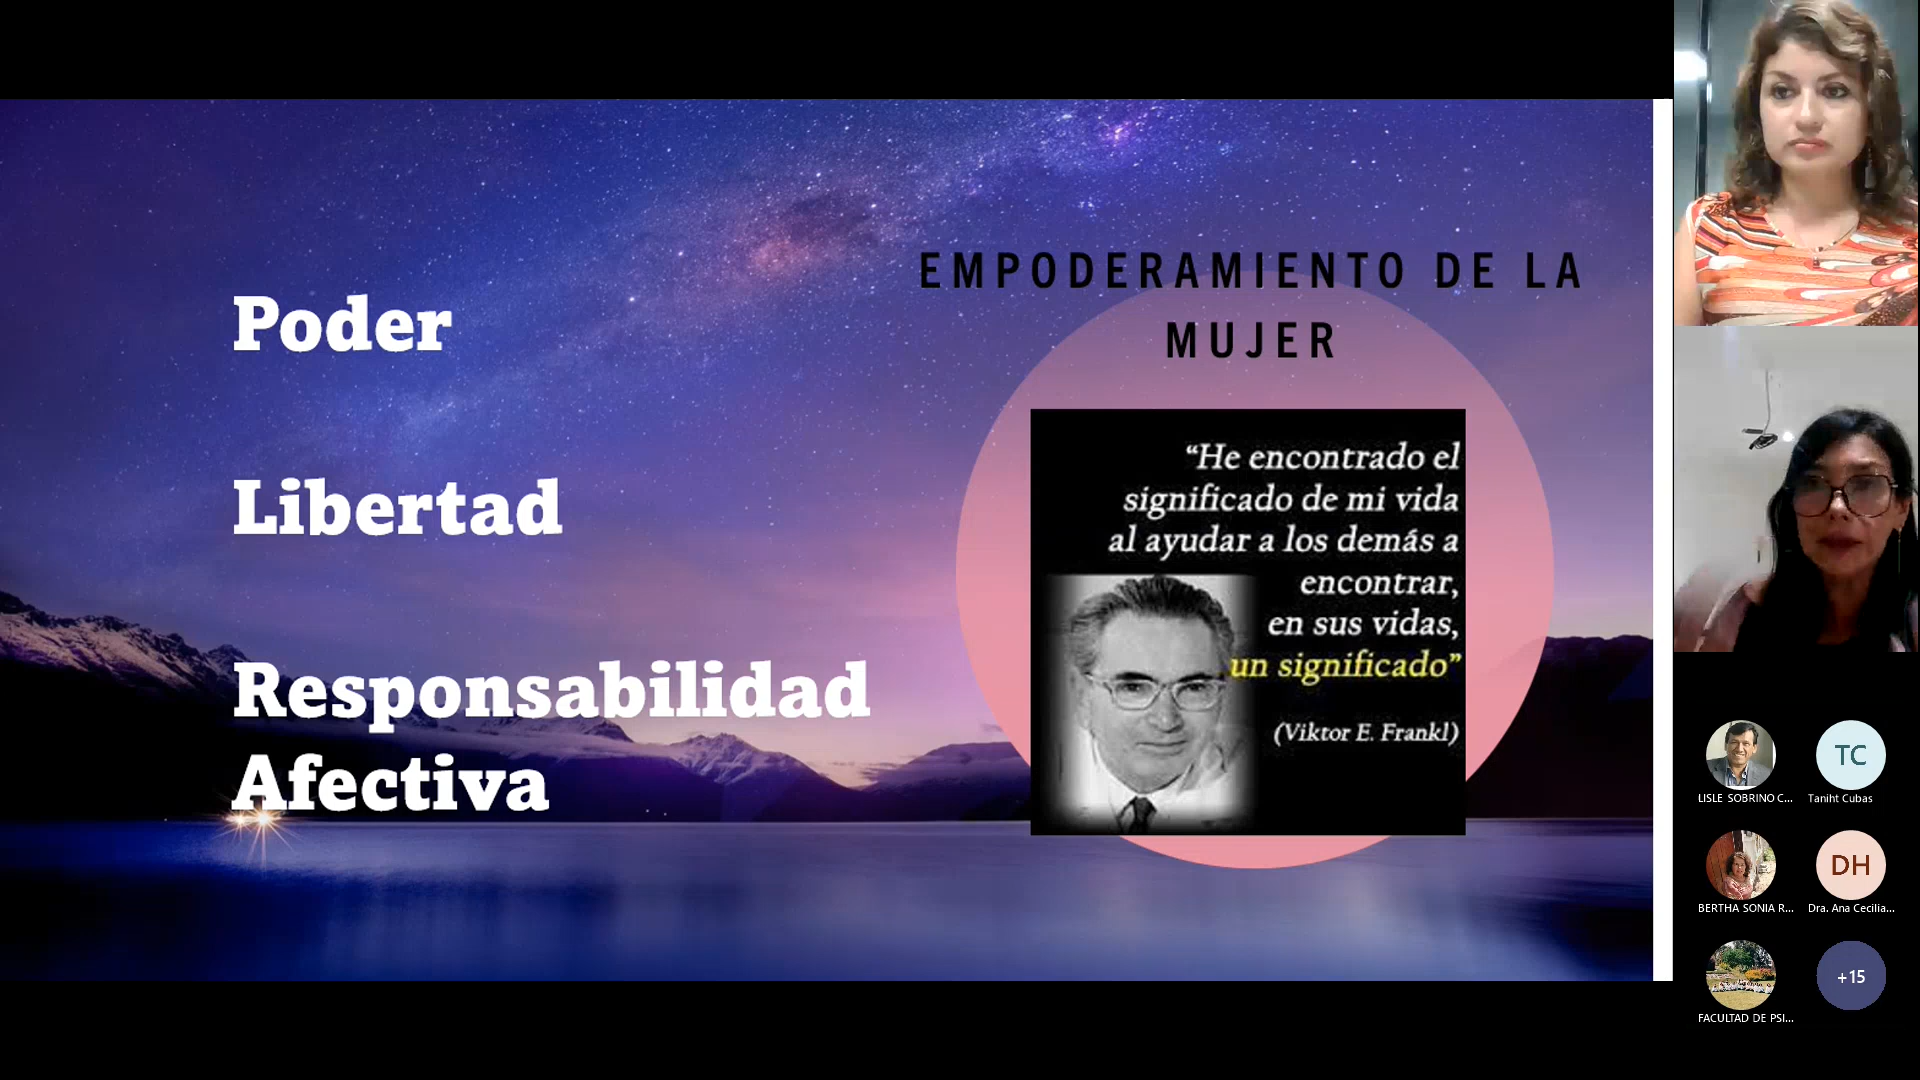 Poder
Libertad
Responsabilidad
Afectiva
EMPODERAMIENTO DE LA
MUJER
“He encontrado el
significado de mi vida
al ayudar a los demás a
encontrar,
en sus vidas,
un significado”
(Viktor E. Frankl)
LISLE SOBRINO C...
TC
Taniht Cubas
BERTHA SONIA R...
DH
Dra. Ana Cecilia...
FACULTAD DE PSI...
+15